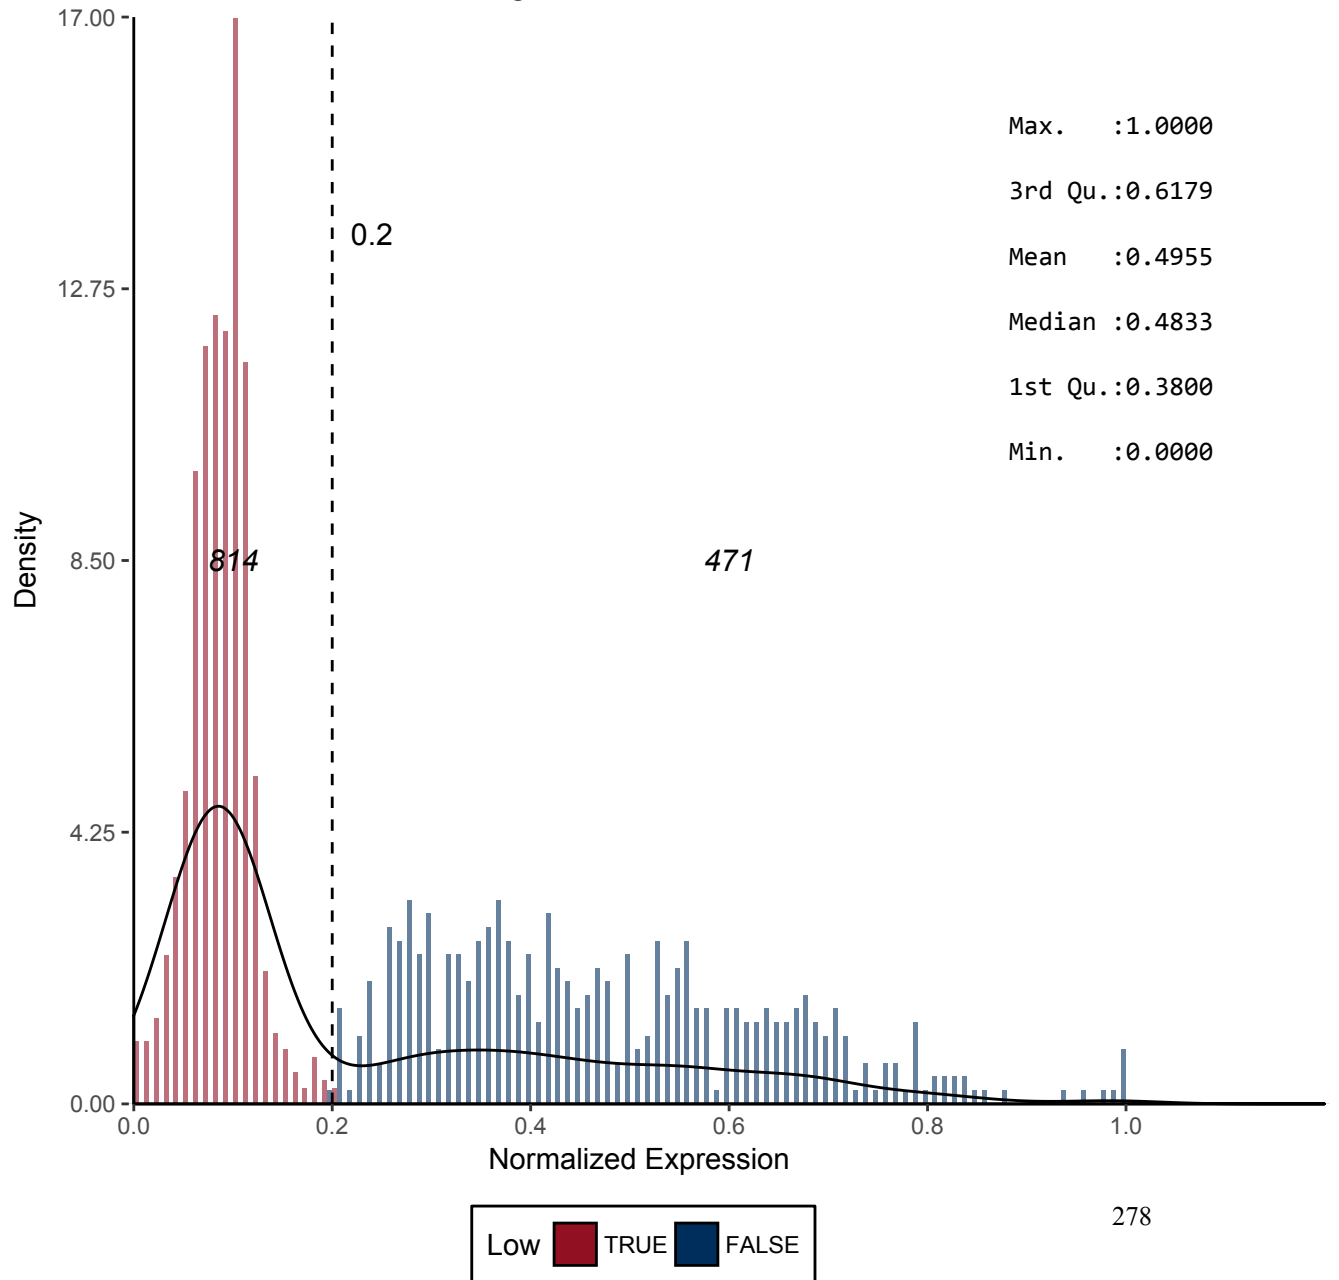 17.00
Max. :1.0000
3rd Qu.:0.6179
0.2
Mean :0.4955
12.75
Median :0.4833
1st Qu.:0.3800
Min. :0.0000
Density
8.50
814
471
4.25
0.00
0.0 0.2 0.4 0.6 0.8 1.0
Normalized Expression
278
Low TRUE FALSE